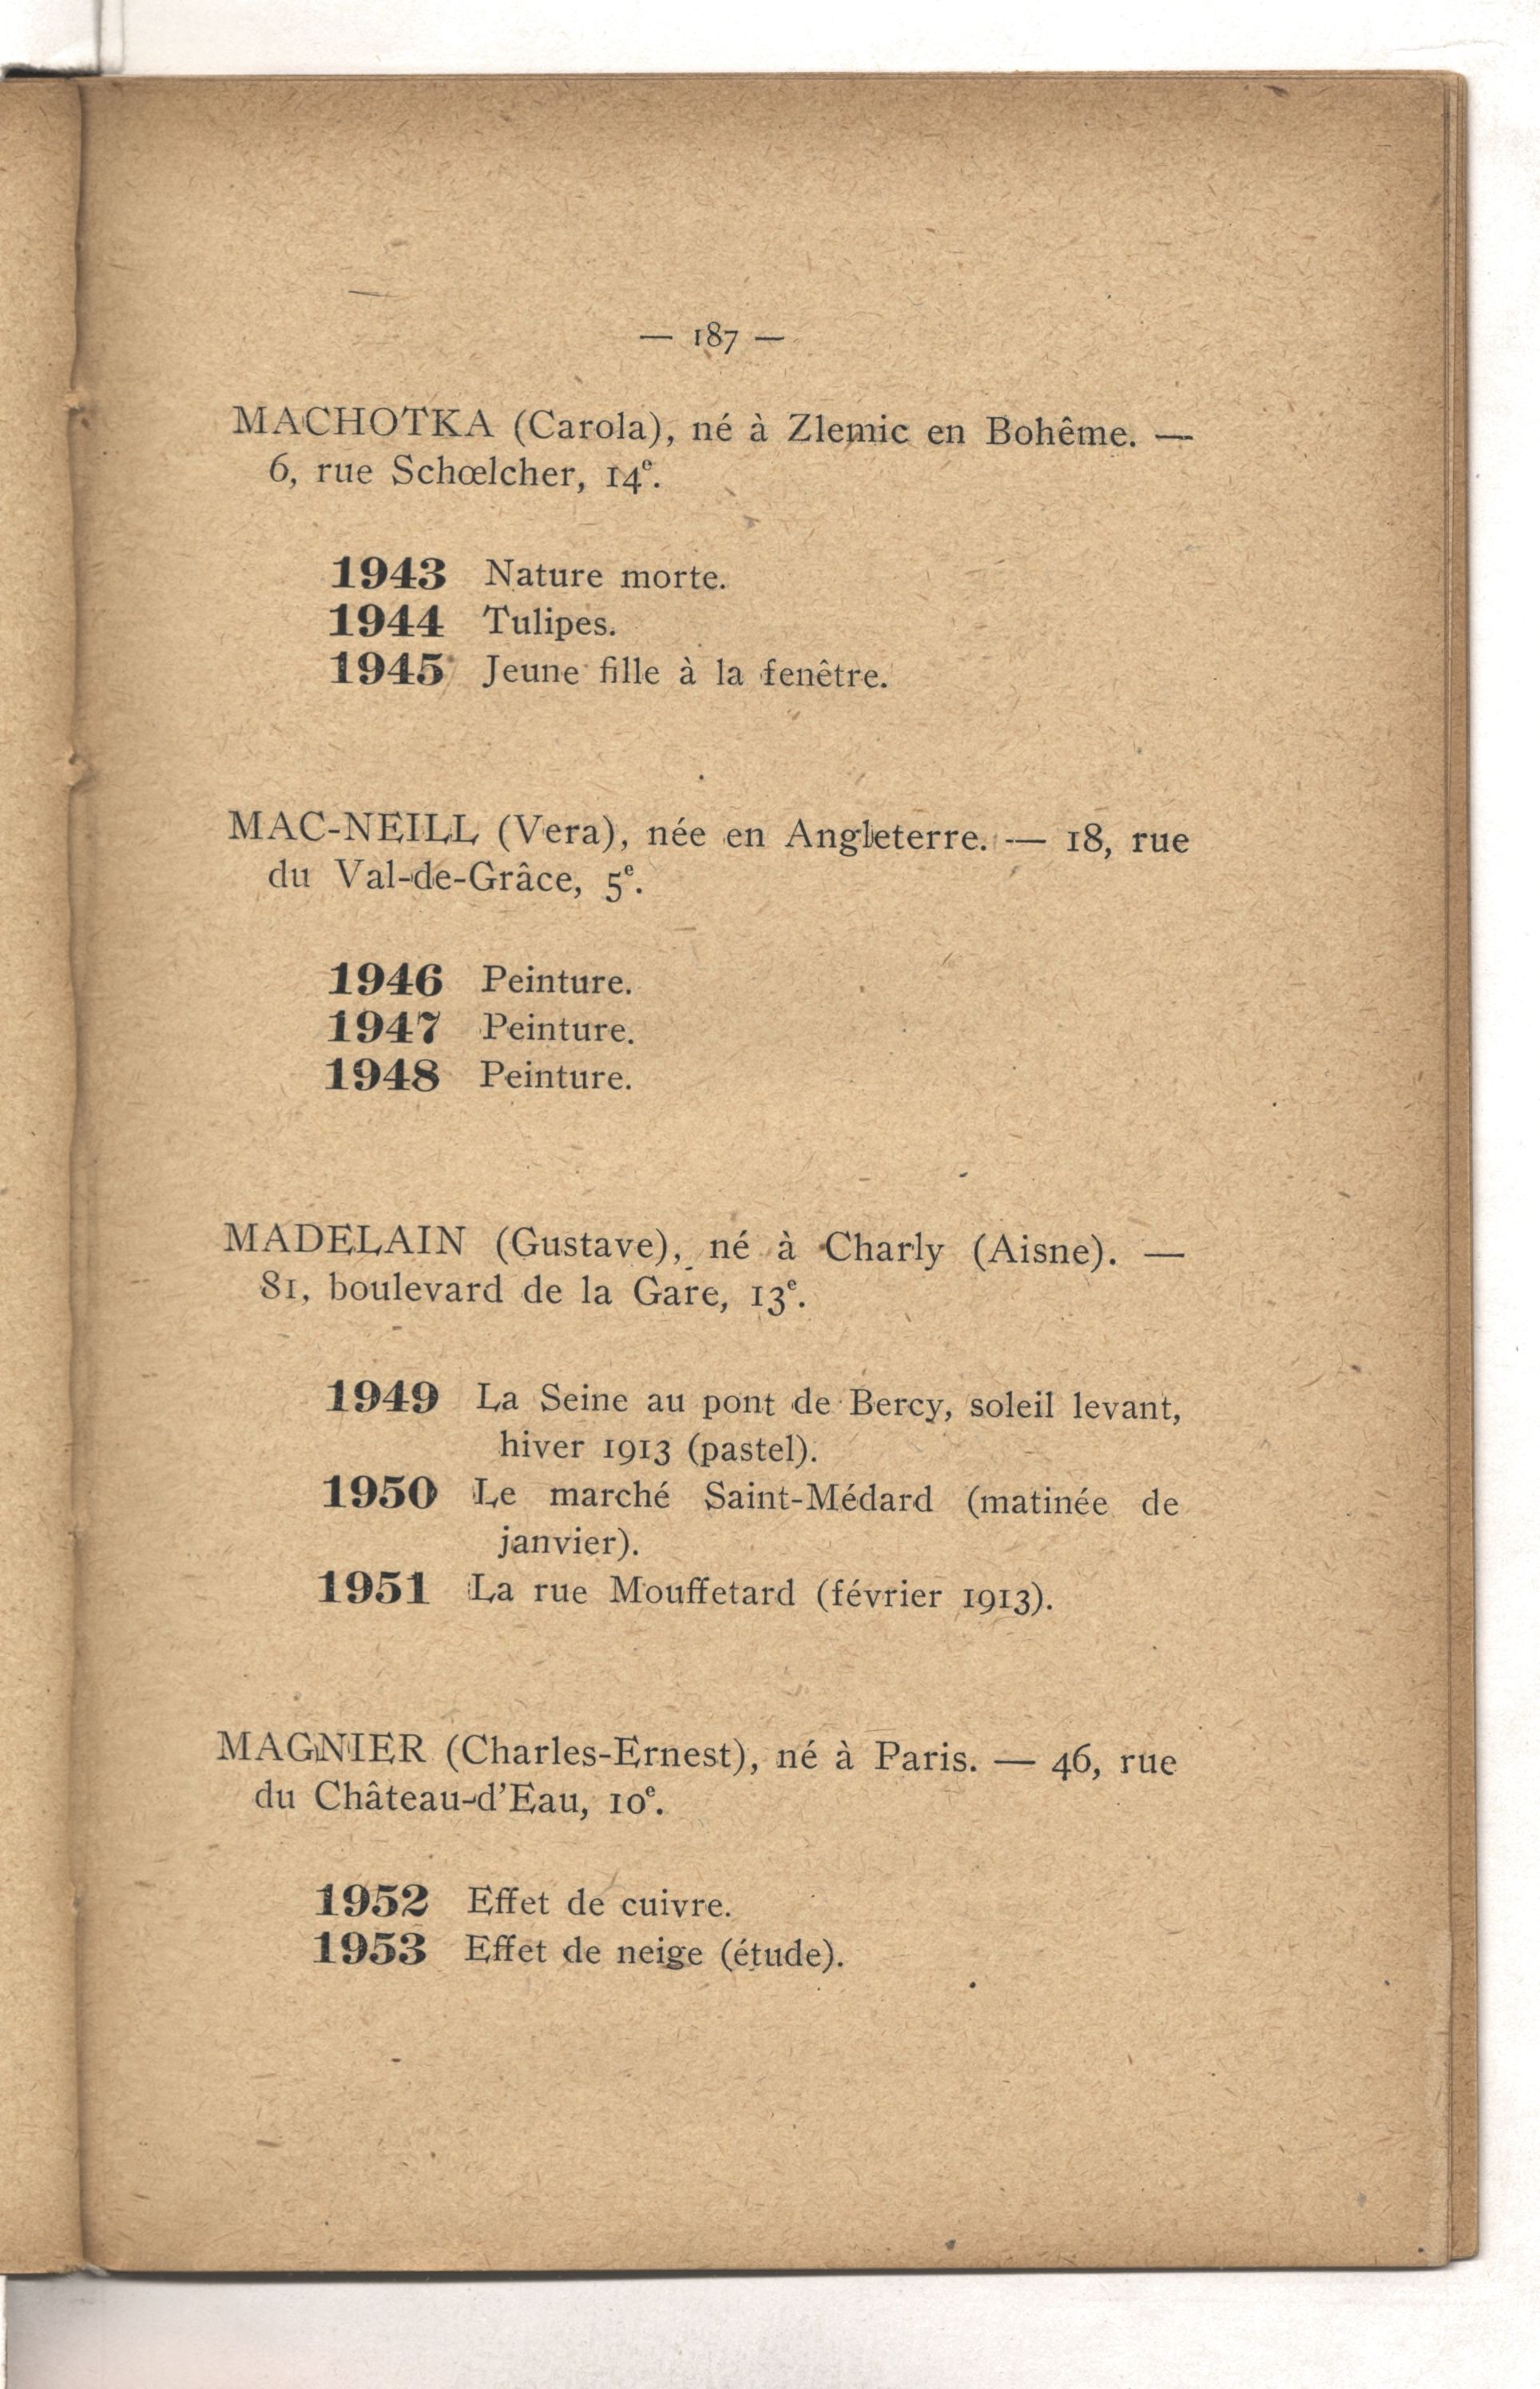 — 187 —
MACHOTKA (Carola), né à Zlemic en Bohême. —
6, rue Schœlcher, 14e.
1943 Nature morte.
1944 Tulipes.
1945 Jeune fille à la fenêtre.
MAC-NEILL (Vera), née en Angleterre. — 18, rue
du Val-de-Grâce, 5e.
1946 Peinture.
1947 Peinture.
1948 Peinture.
MADELAIN (Gustave), né à Charly (Aisne). —
81, boulevard de la Gare, 13e.
1949 La Seine au pont de Bercy, soleil levant,
hiver 1913 (pastel).
1950 Le marché Saint-Médard (matinée de
janvier).
1951 La rue Mouffetard (février 1913).
MAGNIER (Charles-Ernest), né à Paris. — 46, rue
du Château-d'Eau, 10e.
1952 Effet de cuivre.
1953 Effet de neige (étude).